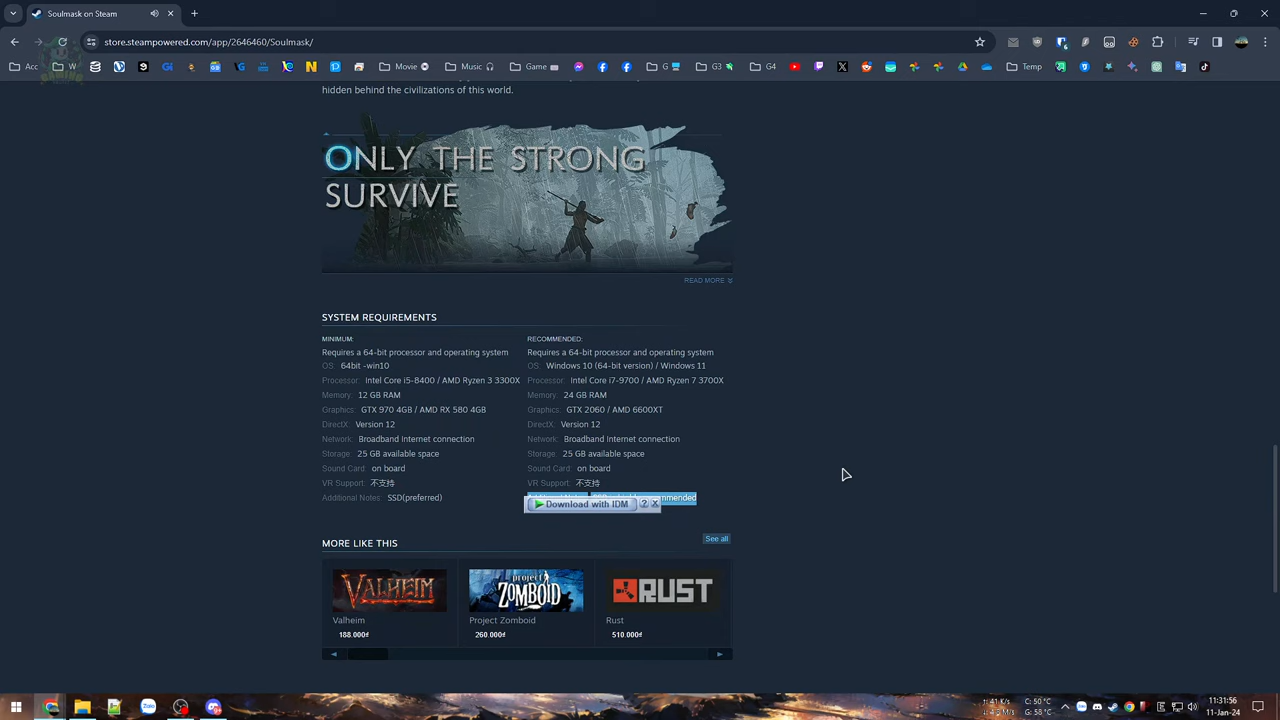 Soulmask on Steam
store.steampowered.com/app/2646460/Soulmask/
Music
Game
G
G3
G4
Temp
hidden behind the civilizations of this world.
ONLY THE STRONG
SURVIVE
READ MORE
SYSTEM REQUIREMENTS
MINIMUM:
Requires a 64-bit processor and operating system
OS: 64bit -win10
Processor: Intel Core i5-8400 / AMD Ryzen 3 3300X
Memory: 12 GB RAM
Graphics: GTX 970 4GB / AMD RX 580 4GB
DirectX: Version 12
Network: Broadband Internet connection
Storage: 25 GB available space
Sound Card: on board
VR Support: 不支持
Additional Notes: SSD(preferred)
RECOMMENDED:
Requires a 64-bit processor and operating system
OS: Windows 10 (64-bit version) / Windows 11
Processor: Intel Core i7-9700 / AMD Ryzen 7 3700X
Memory: 24 GB RAM
Graphics: GTX 2060 / AMD 6600XT
DirectX: Version 12
Network: Broadband Internet connection
Storage: 25 GB available space
Sound Card: on board
VR Support: 不支持
Download with IDM ? X
MORE LIKE THIS
See all
VALHEIM
project ZOMBOID
RUST
Valheim
Project Zomboid
Rust
188.000₫
260.000₫
510.000₫
Zalo
C: 50 °C
G: 58 °C
11:31:56
11-Jan-24